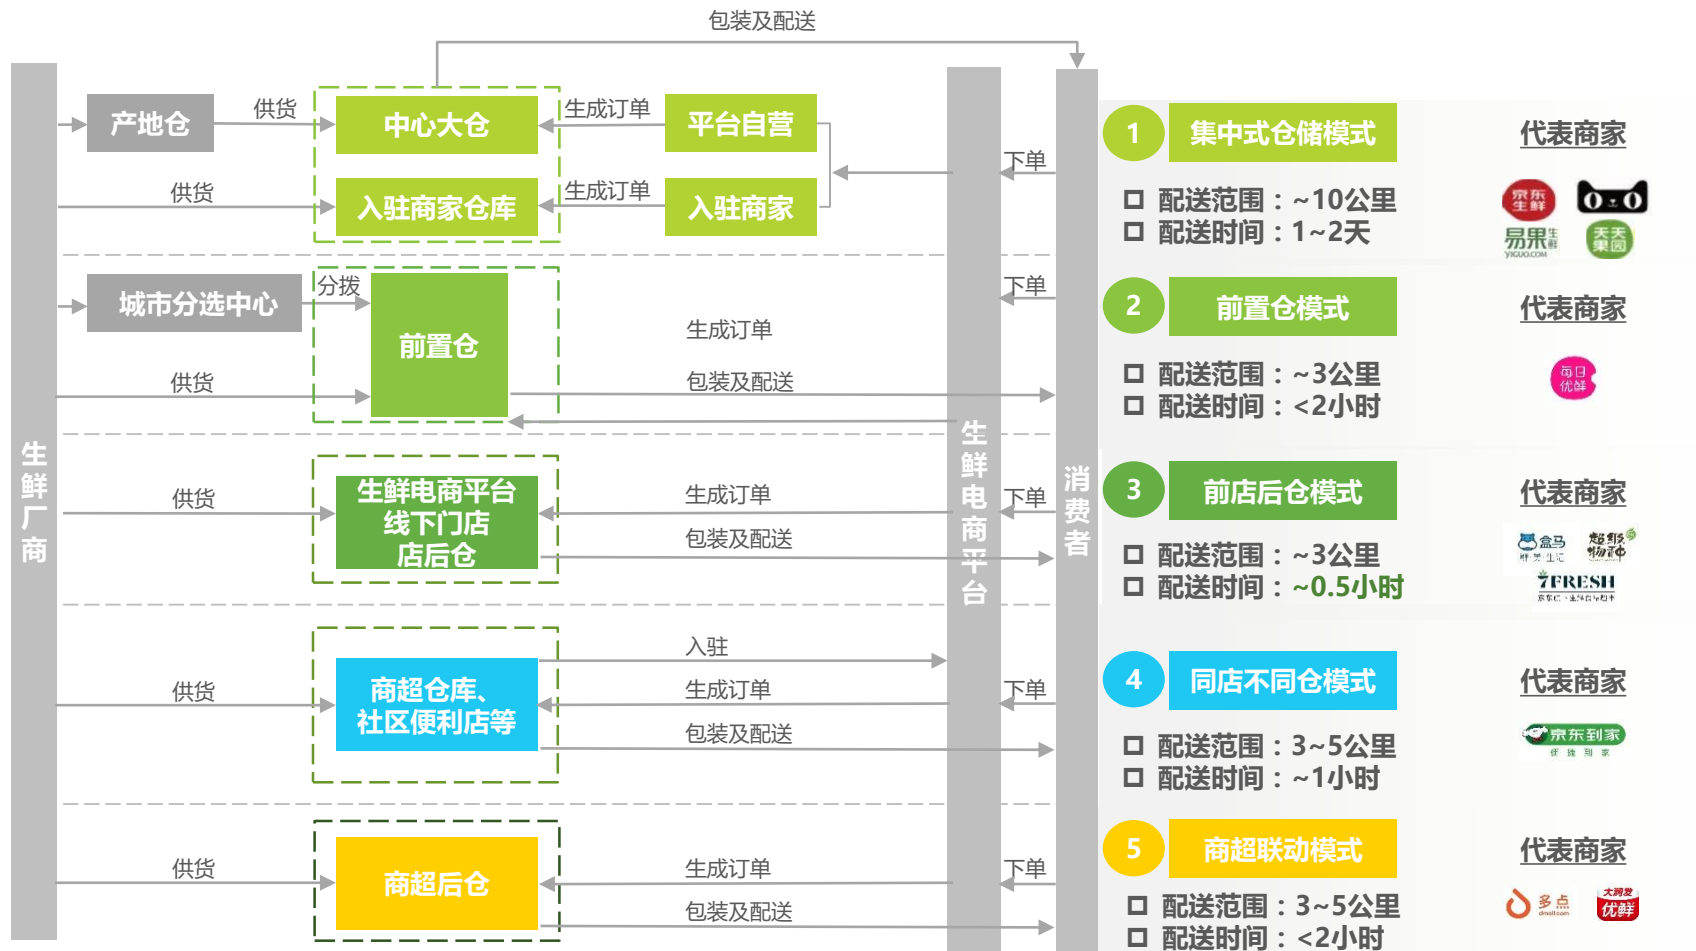 包装及配送
生鲜厂商
生鲜电商平台
消费者
产地仓
供货
中心大仓
生成订单
平台自营
供货
入驻商家仓库
生成订单
入驻商家
下单
1
集中式仓储模式
代表商家
配送范围：~10公里
配送时间：1~2天
京东
生鲜
易果生鲜
YIGUO.COM
天天
果园
城市分选中心
分拨
前置仓
生成订单
供货
包装及配送
下单
2
前置仓模式
代表商家
配送范围：~3公里
配送时间：<2小时
每日
优鲜
供货
生鲜电商平台
线下门店
店后仓
生成订单
包装及配送
下单
3
前店后仓模式
代表商家
配送范围：~3公里
配送时间：~0.5小时
盒马
超级
物种
7FRESH
供货
商超仓库、
社区便利店等
入驻
生成订单
包装及配送
下单
4
同店不同仓模式
代表商家
配送范围：3~5公里
配送时间：~1小时
京东到家
供货
商超后仓
生成订单
包装及配送
下单
5
商超联动模式
代表商家
配送范围：3~5公里
配送时间：<2小时
多点
dmall.com
大润发
优鲜